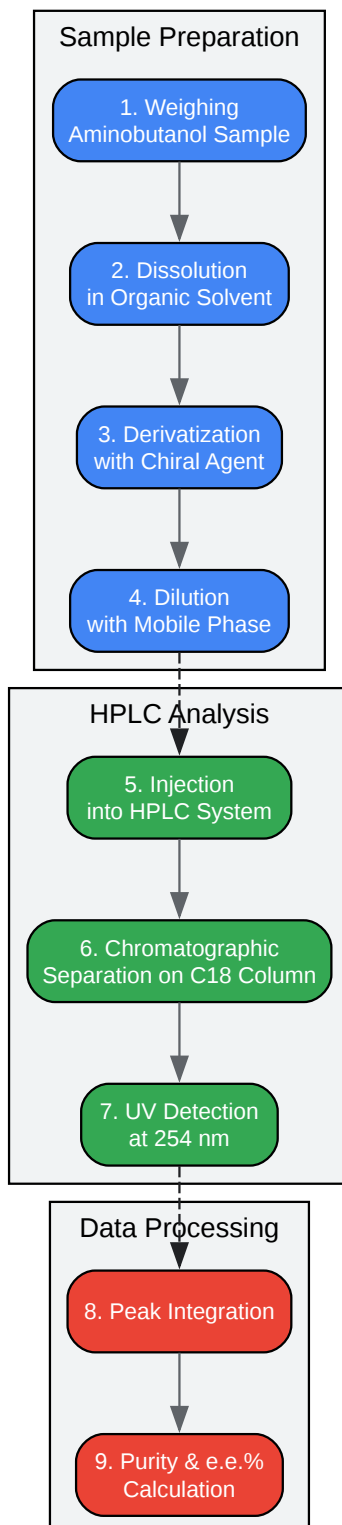 Sample Preparation
1. Weighing
Aminobutanol Sample
2. Dissolution
in Organic Solvent
3. Derivatization
with Chiral Agent
4. Dilution
with Mobile Phase
HPLC Analysis
5. Injection
into HPLC System
6. Chromatographic
Separation on C18 Column
7. UV Detection
at 254 nm
Data Processing
8. Peak Integration
9. Purity & e.e.%
Calculation